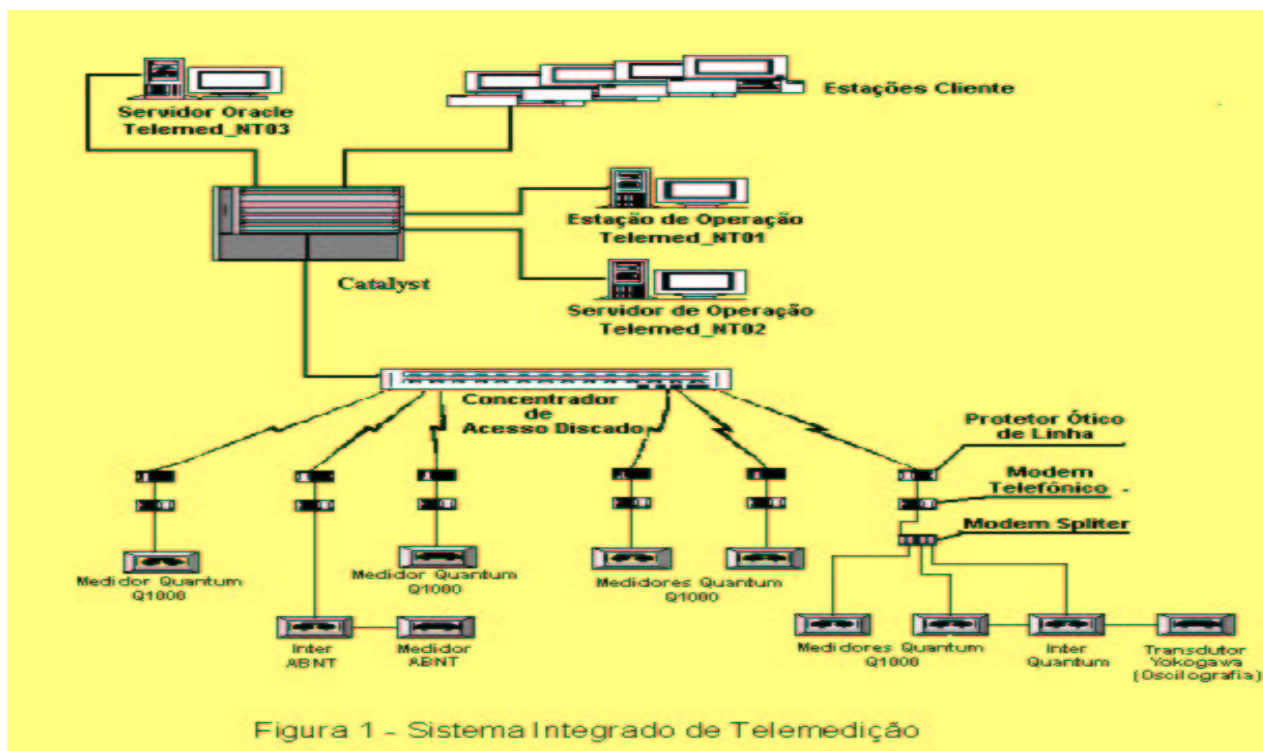 Servidor Oracle
Telemed_NT03
Estações Cliente
Estação de Operação
Telemed_NT01
Catalyst
Servidor de Operação
Telemed_NT02
Concentrador
de
Acesso Discado
Protetor Ótico
de Linha
Modem
Telefônico
Modem Spliter
Medidor Quantum
Q1000
Medidor Quantum
Q1000
Medidores Quantum
Q1000
Inter
ABNT
Medidor
ABNT
Medidores Quantum
Q1000
Inter
Quantum
Transdutor
Yokogawa
(Oscilografia)
Figura 1 - Sistema Integrado de Telemedição